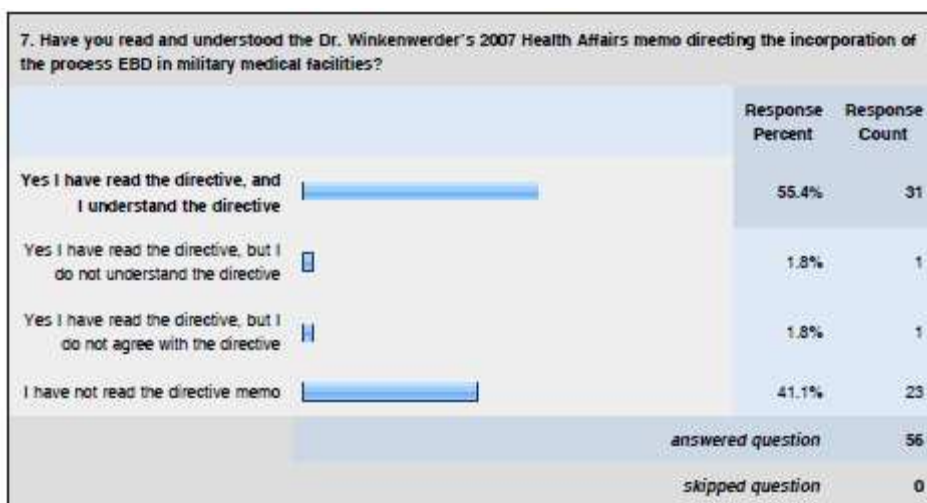 7. Have you read and understood the Dr. Winkenwerder's 2007 Health Affairs memo directing the incorporation of
the process EBD in military medical facilities?
Response Percent
Response Count
Yes I have read the directive, and
I understand the directive
55.4%
31
Yes I have read the directive, but I
do not understand the directive
1.8%
1
Yes I have read the directive, but I
do not agree with the directive
1.8%
1
I have not read the directive memo
41.1%
23
answered question
56
skipped question
0